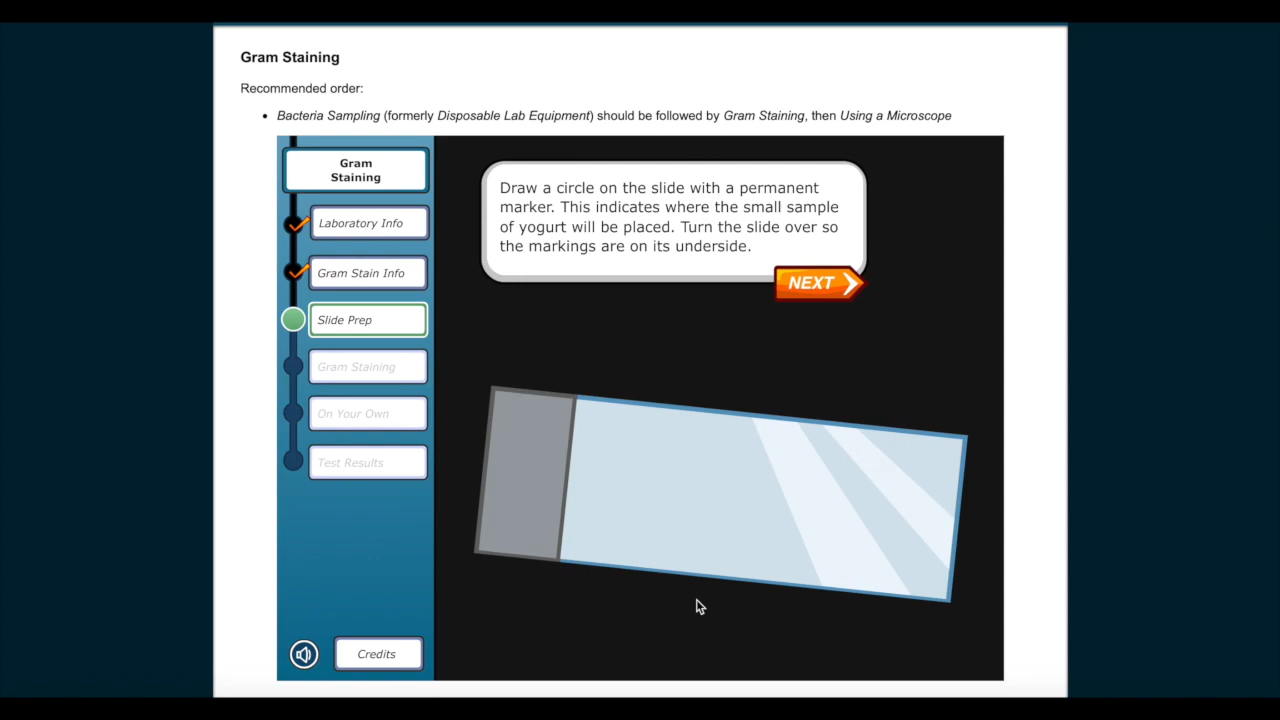 Gram Staining
Recommended order:
• Bacteria Sampling (formerly Disposable Lab Equipment) should be followed by Gram Staining, then Using a Microscope
Gram
Staining
Laboratory Info
Gram Stain Info
Slide Prep
Gram Staining
On Your Own
Test Results
Credits
Draw a circle on the slide with a permanent
marker. This indicates where the small sample
of yogurt will be placed. Turn the slide over so
the markings are on its underside.
NEXT